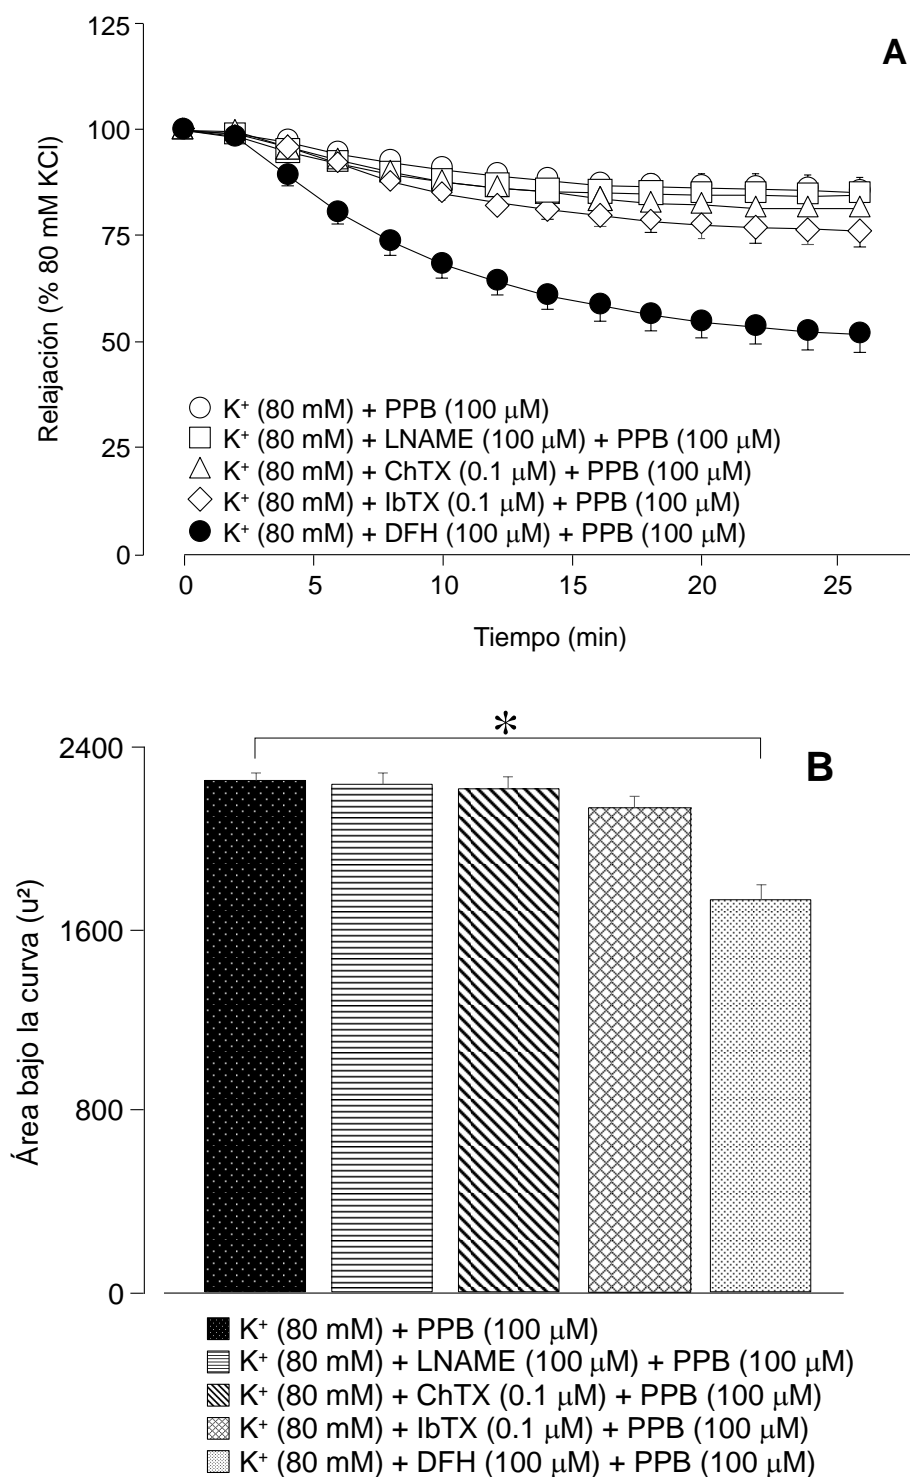 125
A
100
75
50
25
0
Relajación (% 80 mM KCl)
K⁺ (80 mM) + PPB (100 μM)
K⁺ (80 mM) + LNAME (100 μM) + PPB (100 μM)
K⁺ (80 mM) + ChTX (0.1 μM) + PPB (100 μM)
K⁺ (80 mM) + IbTX (0.1 μM) + PPB (100 μM)
K⁺ (80 mM) + DFH (100 μM) + PPB (100 μM)
0 5 10 15 20 25
Tiempo (min)
*
B
2400
1600
800
0
Área bajo la curva (u²)
K⁺ (80 mM) + PPB (100 μM)
K⁺ (80 mM) + LNAME (100 μM) + PPB (100 μM)
K⁺ (80 mM) + ChTX (0.1 μM) + PPB (100 μM)
K⁺ (80 mM) + IbTX (0.1 μM) + PPB (100 μM)
K⁺ (80 mM) + DFH (100 μM) + PPB (100 μM)